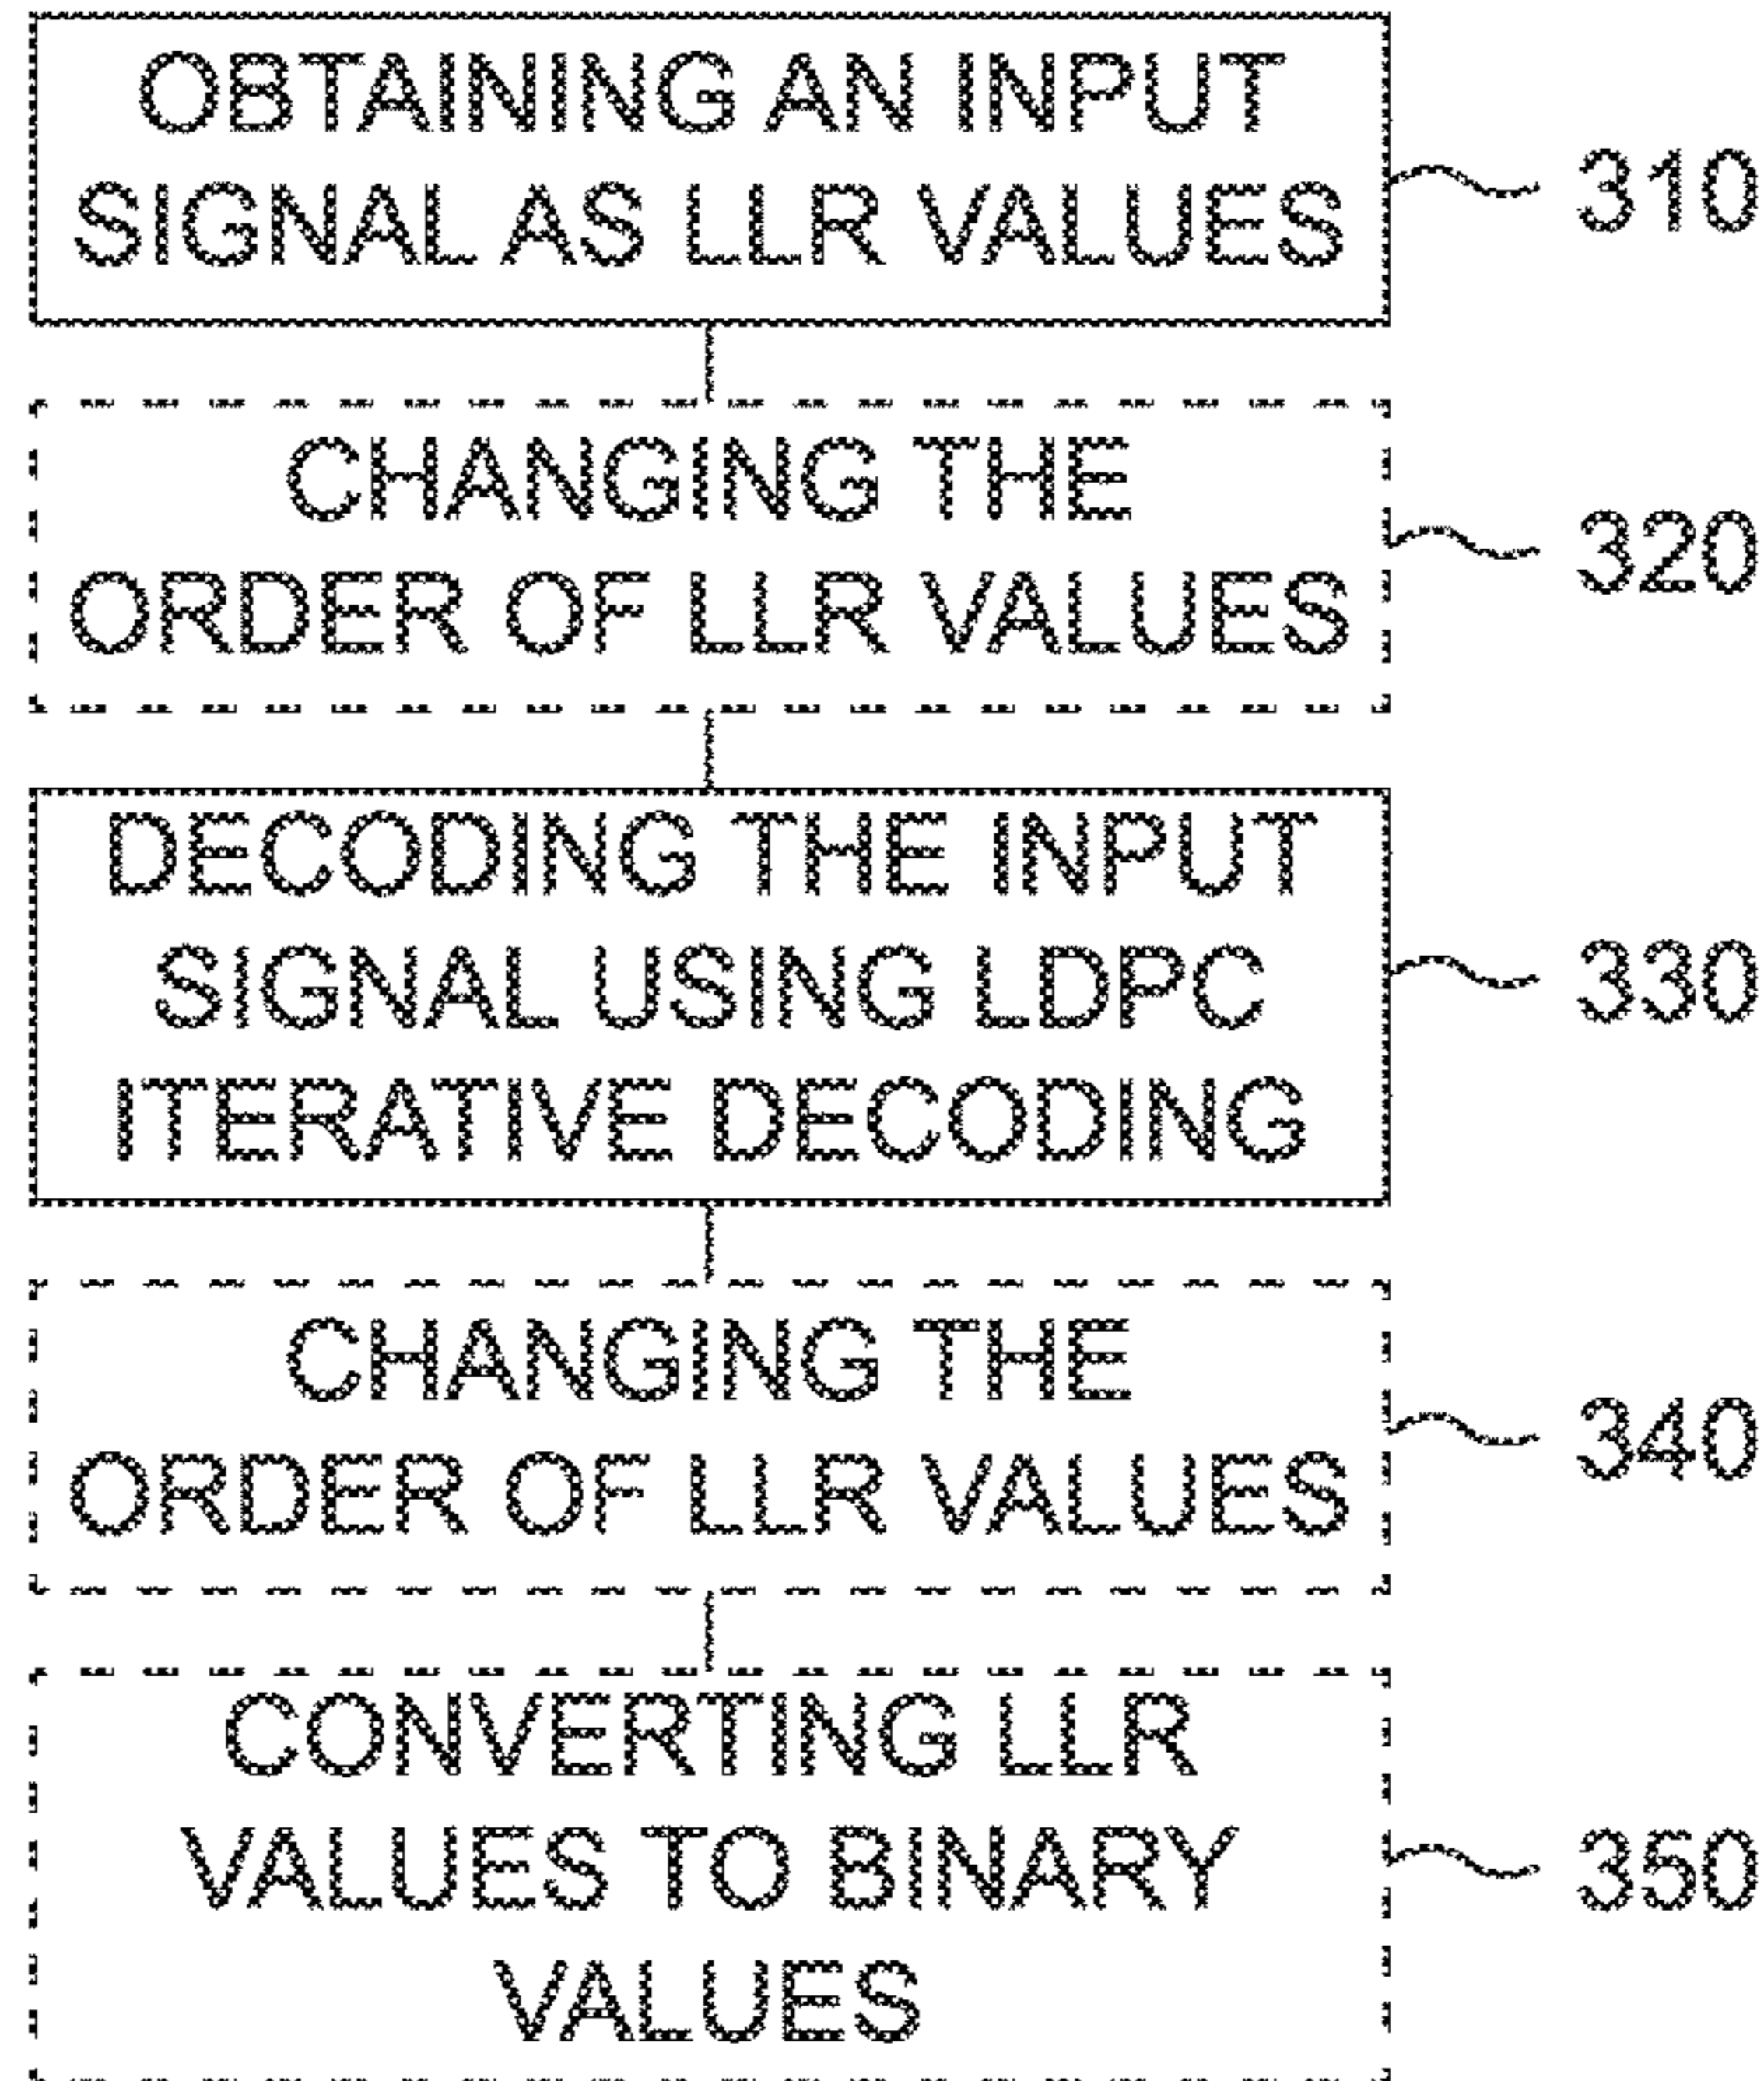 OBTAINING AN INPUT
SIGNAL AS LLR VALUES
310
CHANGING THE
ORDER OF LLR VALUES
320
DECODING THE INPUT
SIGNAL USING LDPC
ITERATIVE DECODING
330
CHANGING THE
ORDER OF LLR VALUES
340
CONVERTING LLR
VALUES TO BINARY
VALUES
350